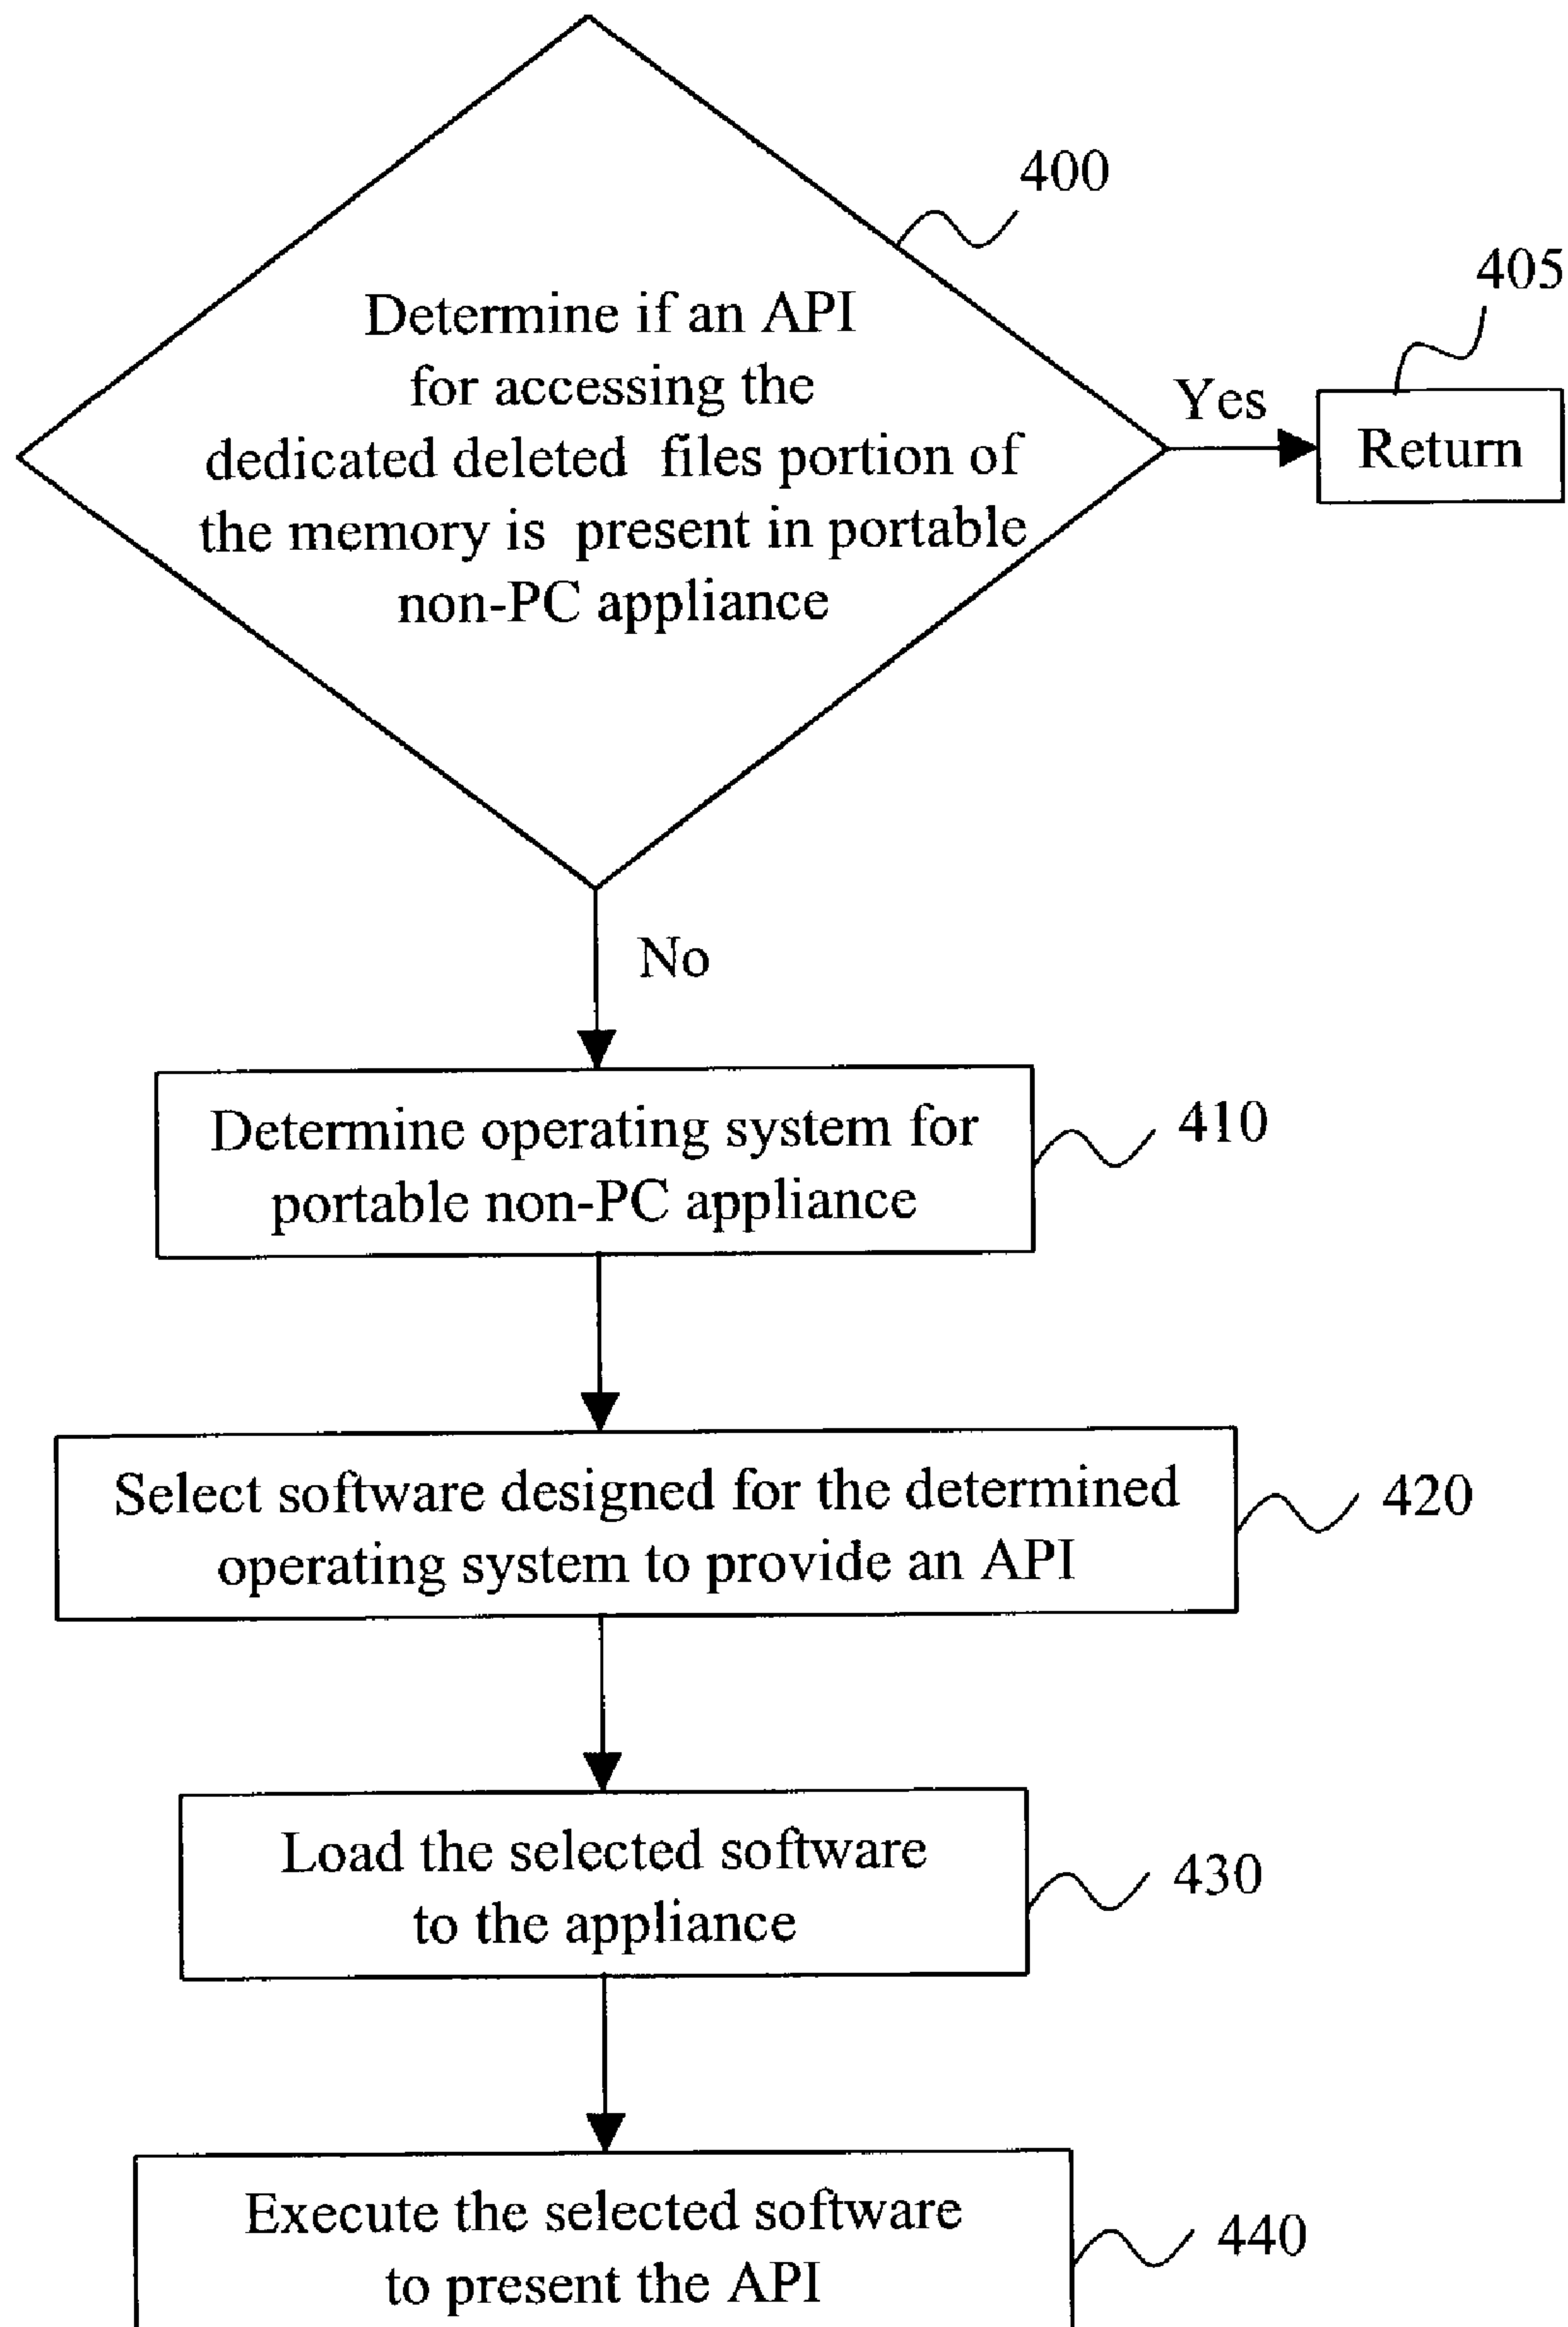 400
405
Determine if an API
for accessing the
dedicated deleted files portion of
the memory is present in portable
non-PC appliance
Yes
Return
No
Determine operating system for
portable non-PC appliance
410
Select software designed for the determined
operating system to provide an API
420
Load the selected software
to the appliance
430
Execute the selected software
to present the API
440